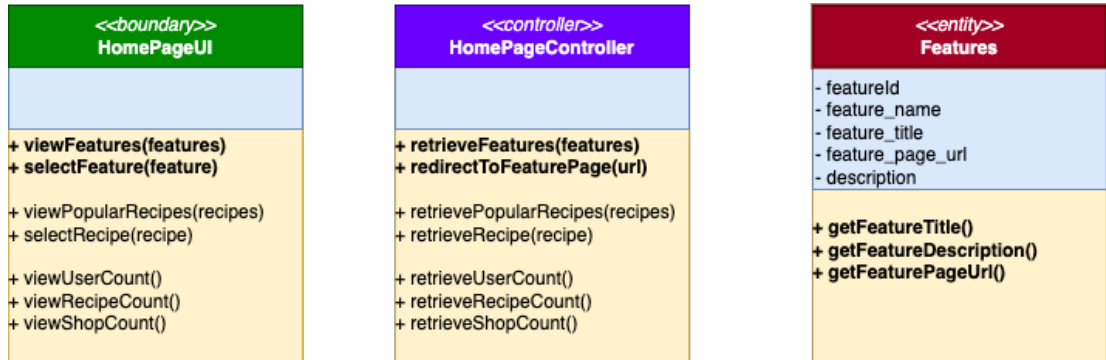 <<boundary>>
HomePageUI
+ viewFeatures(features)
+ selectFeature(feature)
+ viewPopularRecipes(recipes)
+ selectRecipe(recipe)
+ viewUserCount()
+ viewRecipeCount()
+ viewShopCount()
<<controller>>
HomePageController
+ retrieveFeatures(features)
+ redirectToFeaturePage(url)
+ retrievePopularRecipes(recipes)
+ retrieveRecipe(recipe)
+ retrieveUserCount()
+ retrieveRecipeCount()
+ retrieveShopCount()
<<entity>>
Features
- featureId
- feature_name
- feature_title
- feature_page_url
- description
+ getFeatureTitle()
+ getFeatureDescription()
+ getFeaturePageUrl()